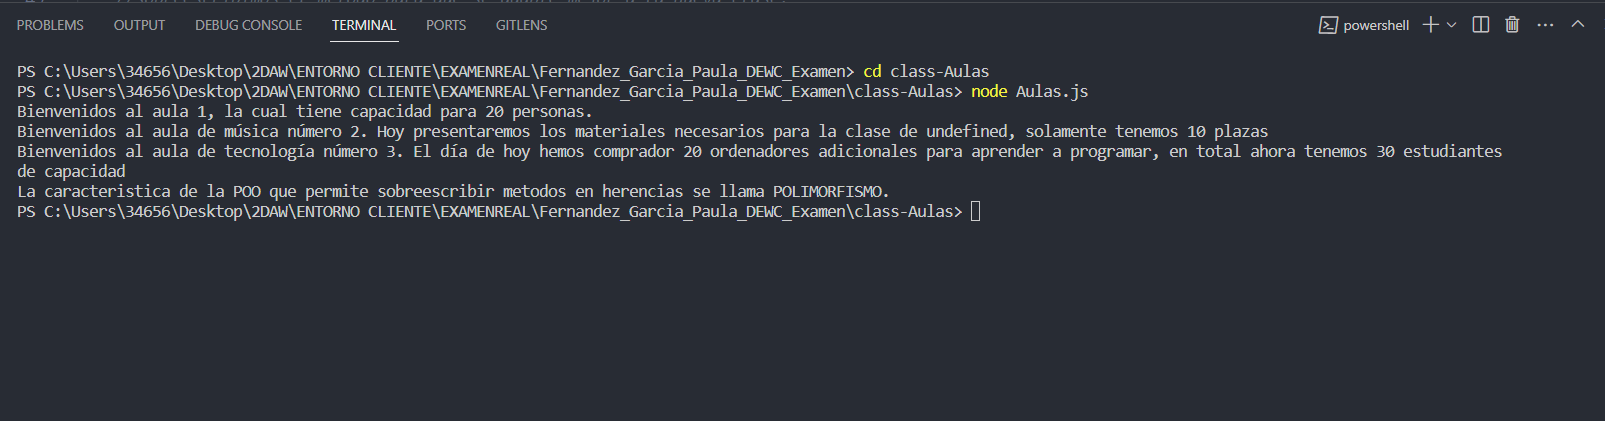 PROBLEMS OUTPUT DEBUG CONSOLE TERMINAL PORTS GITLENS powershell
PS C:\Users\34656\Desktop\2DAW\ENTORNO CLIENTE\EXAMENREAL\Fernandez_Garcia_Paula_DEWC_Examen> cd class-Aulas
PS C:\Users\34656\Desktop\2DAW\ENTORNO CLIENTE\EXAMENREAL\Fernandez_Garcia_Paula_DEWC_Examen\class-Aulas> node Aulas.js
Bienvenidos al aula 1, la cual tiene capacidad para 20 personas.
Bienvenidos al aula de música número 2. Hoy presentaremos los materiales necesarios para la clase de undefined, solamente tenemos 10 plazas
Bienvenidos al aula de tecnología número 3. El día de hoy hemos comprador 20 ordenadores adicionales para aprender a programar, en total ahora tenemos 30 estudiantes
de capacidad
La caracteristica de la POO que permite sobreescribir metodos en herencias se llama POLIMORFISMO.
PS C:\Users\34656\Desktop\2DAW\ENTORNO CLIENTE\EXAMENREAL\Fernandez_Garcia_Paula_DEWC_Examen\class-Aulas>